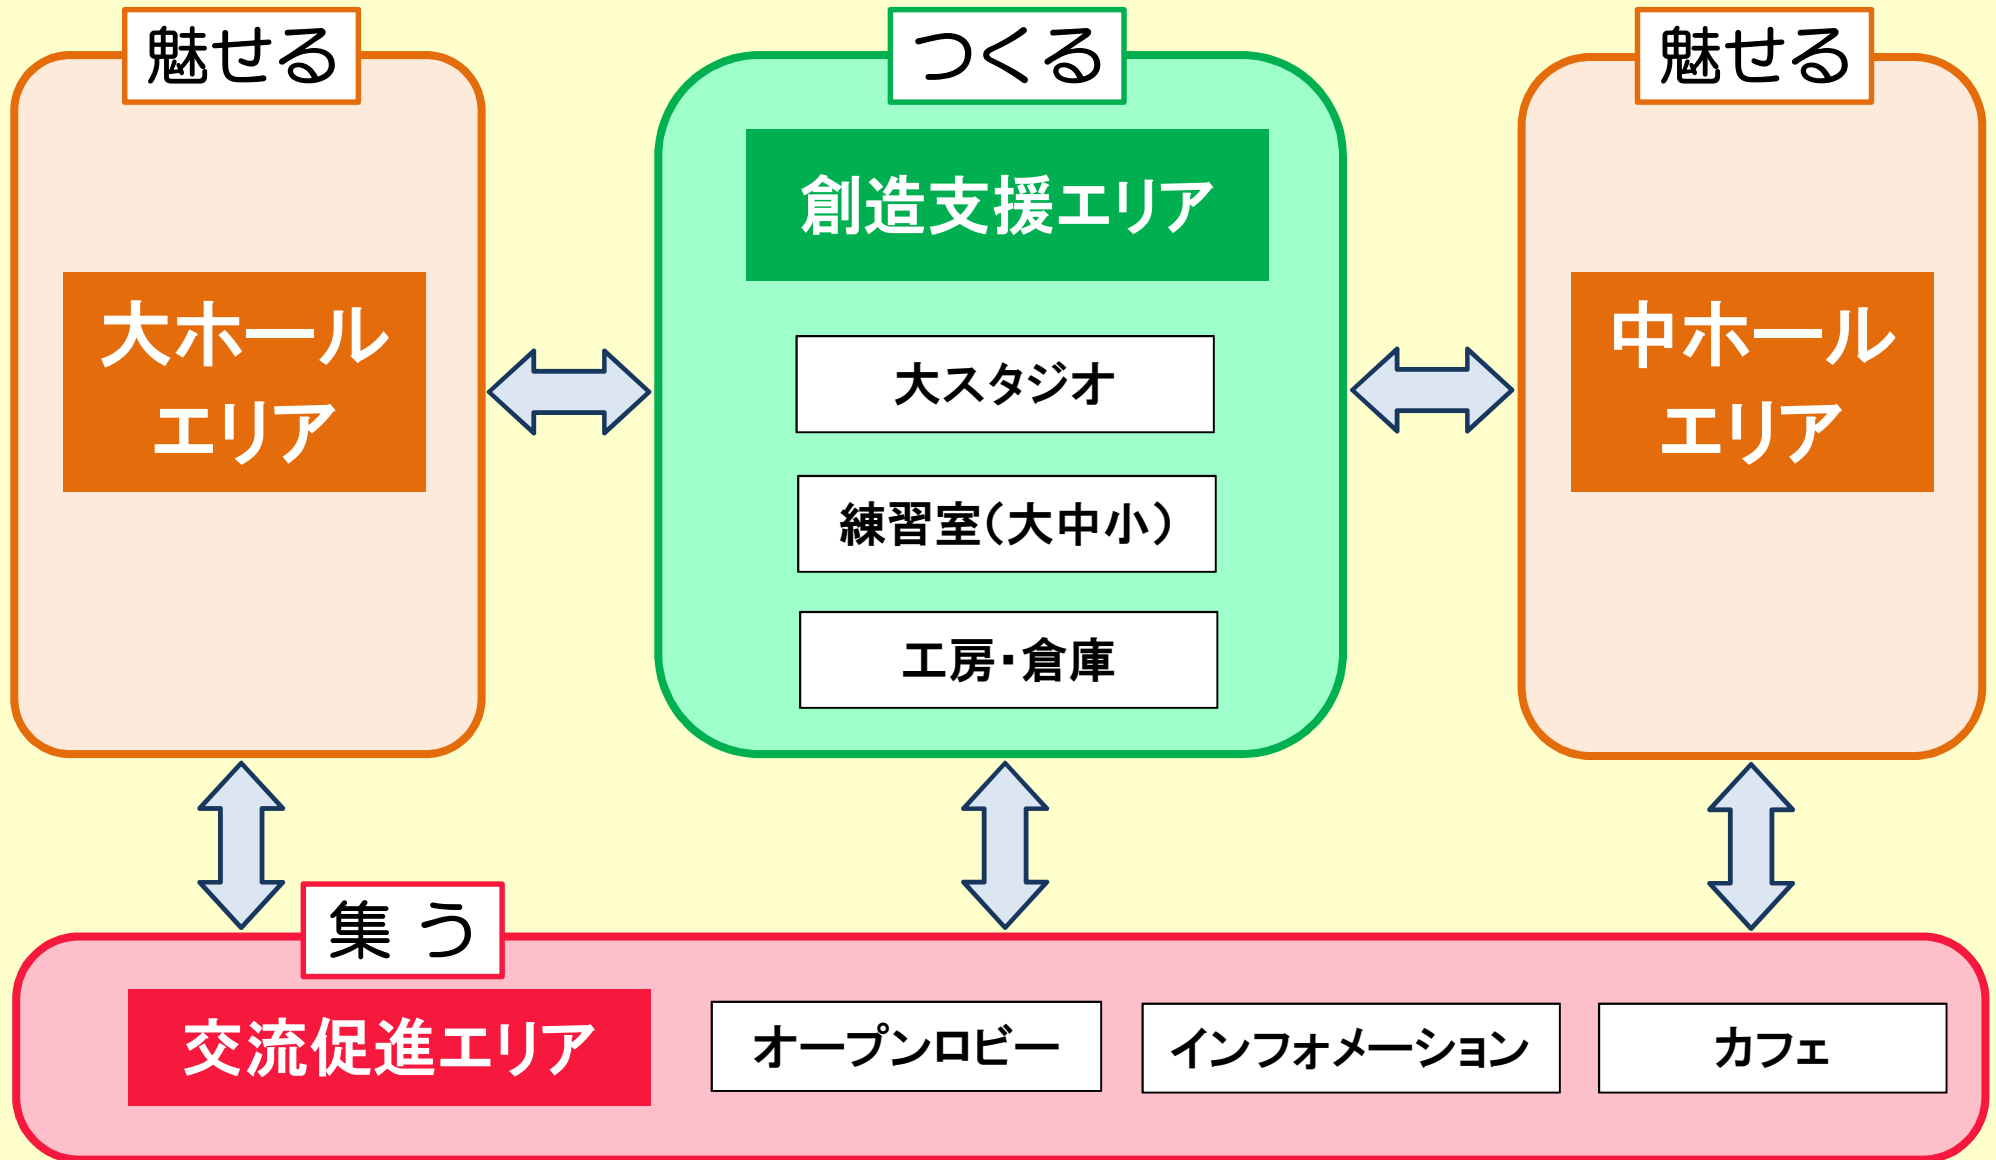 魅せる
大ホール
エリア
つくる
創造支援エリア
大スタジオ
練習室（大中小）
工房・倉庫
魅せる
中ホール
エリア
集う
交流促進エリア
オープンロビー
インフォメーション
カフェ